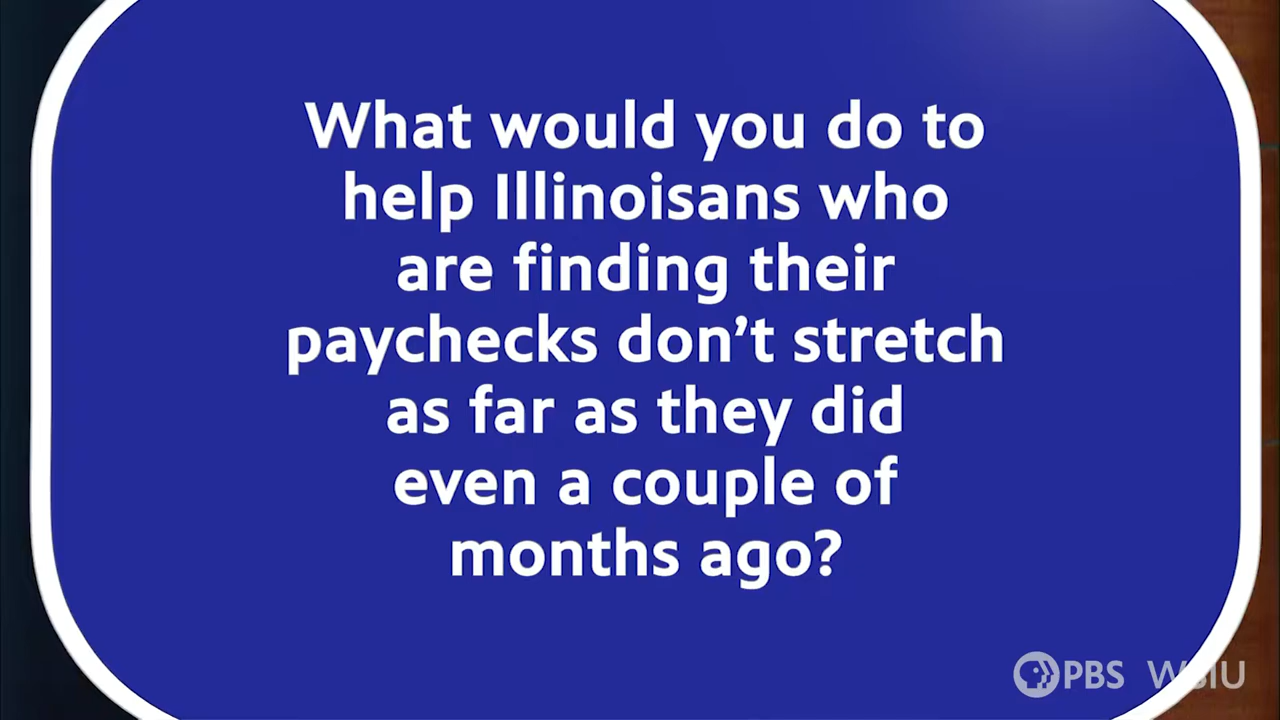 What would you do to
help Illinoisans who
are finding their
paychecks don’t stretch
as far as they did
even a couple of
months ago?
PBS WSIU